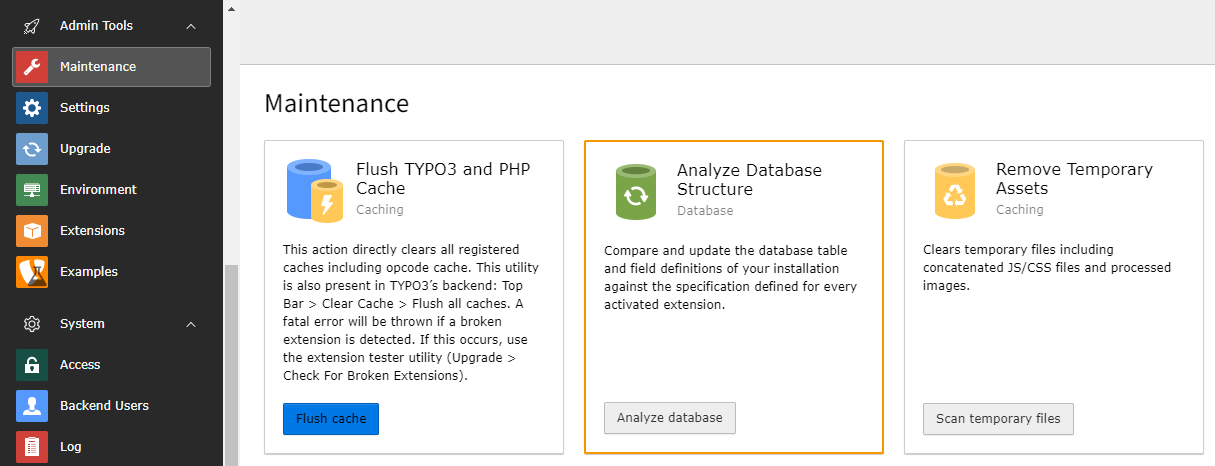 Admin Tools
Maintenance
Settings
Upgrade
Environment
Extensions
Examples
System
Access
Backend Users
Log
Maintenance
Flush TYPO3 and PHP
Cache
Caching
This action directly clears all registered
caches including opcode cache. This utility
is also present in TYPO3’s backend: Top
Bar > Clear Cache > Flush all caches. A
fatal error will be thrown if a broken
extension is detected. If this occurs, use
the extension tester utility (Upgrade >
Check For Broken Extensions).
Flush cache
Analyze Database
Structure
Database
Compare and update the database table
and field definitions of your installation
against the specification defined for every
activated extension.
Analyze database
Remove Temporary
Assets
Caching
Clears temporary files including
concatenated JS/CSS files and processed
images.
Scan temporary files